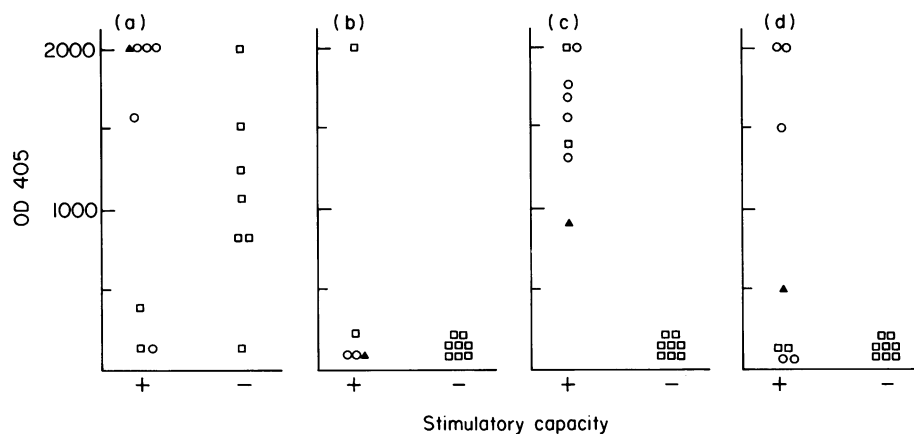 (a) (b) (c) (d)
2000
OD 405
1000
+ − + − + − + −
Stimulatory capacity